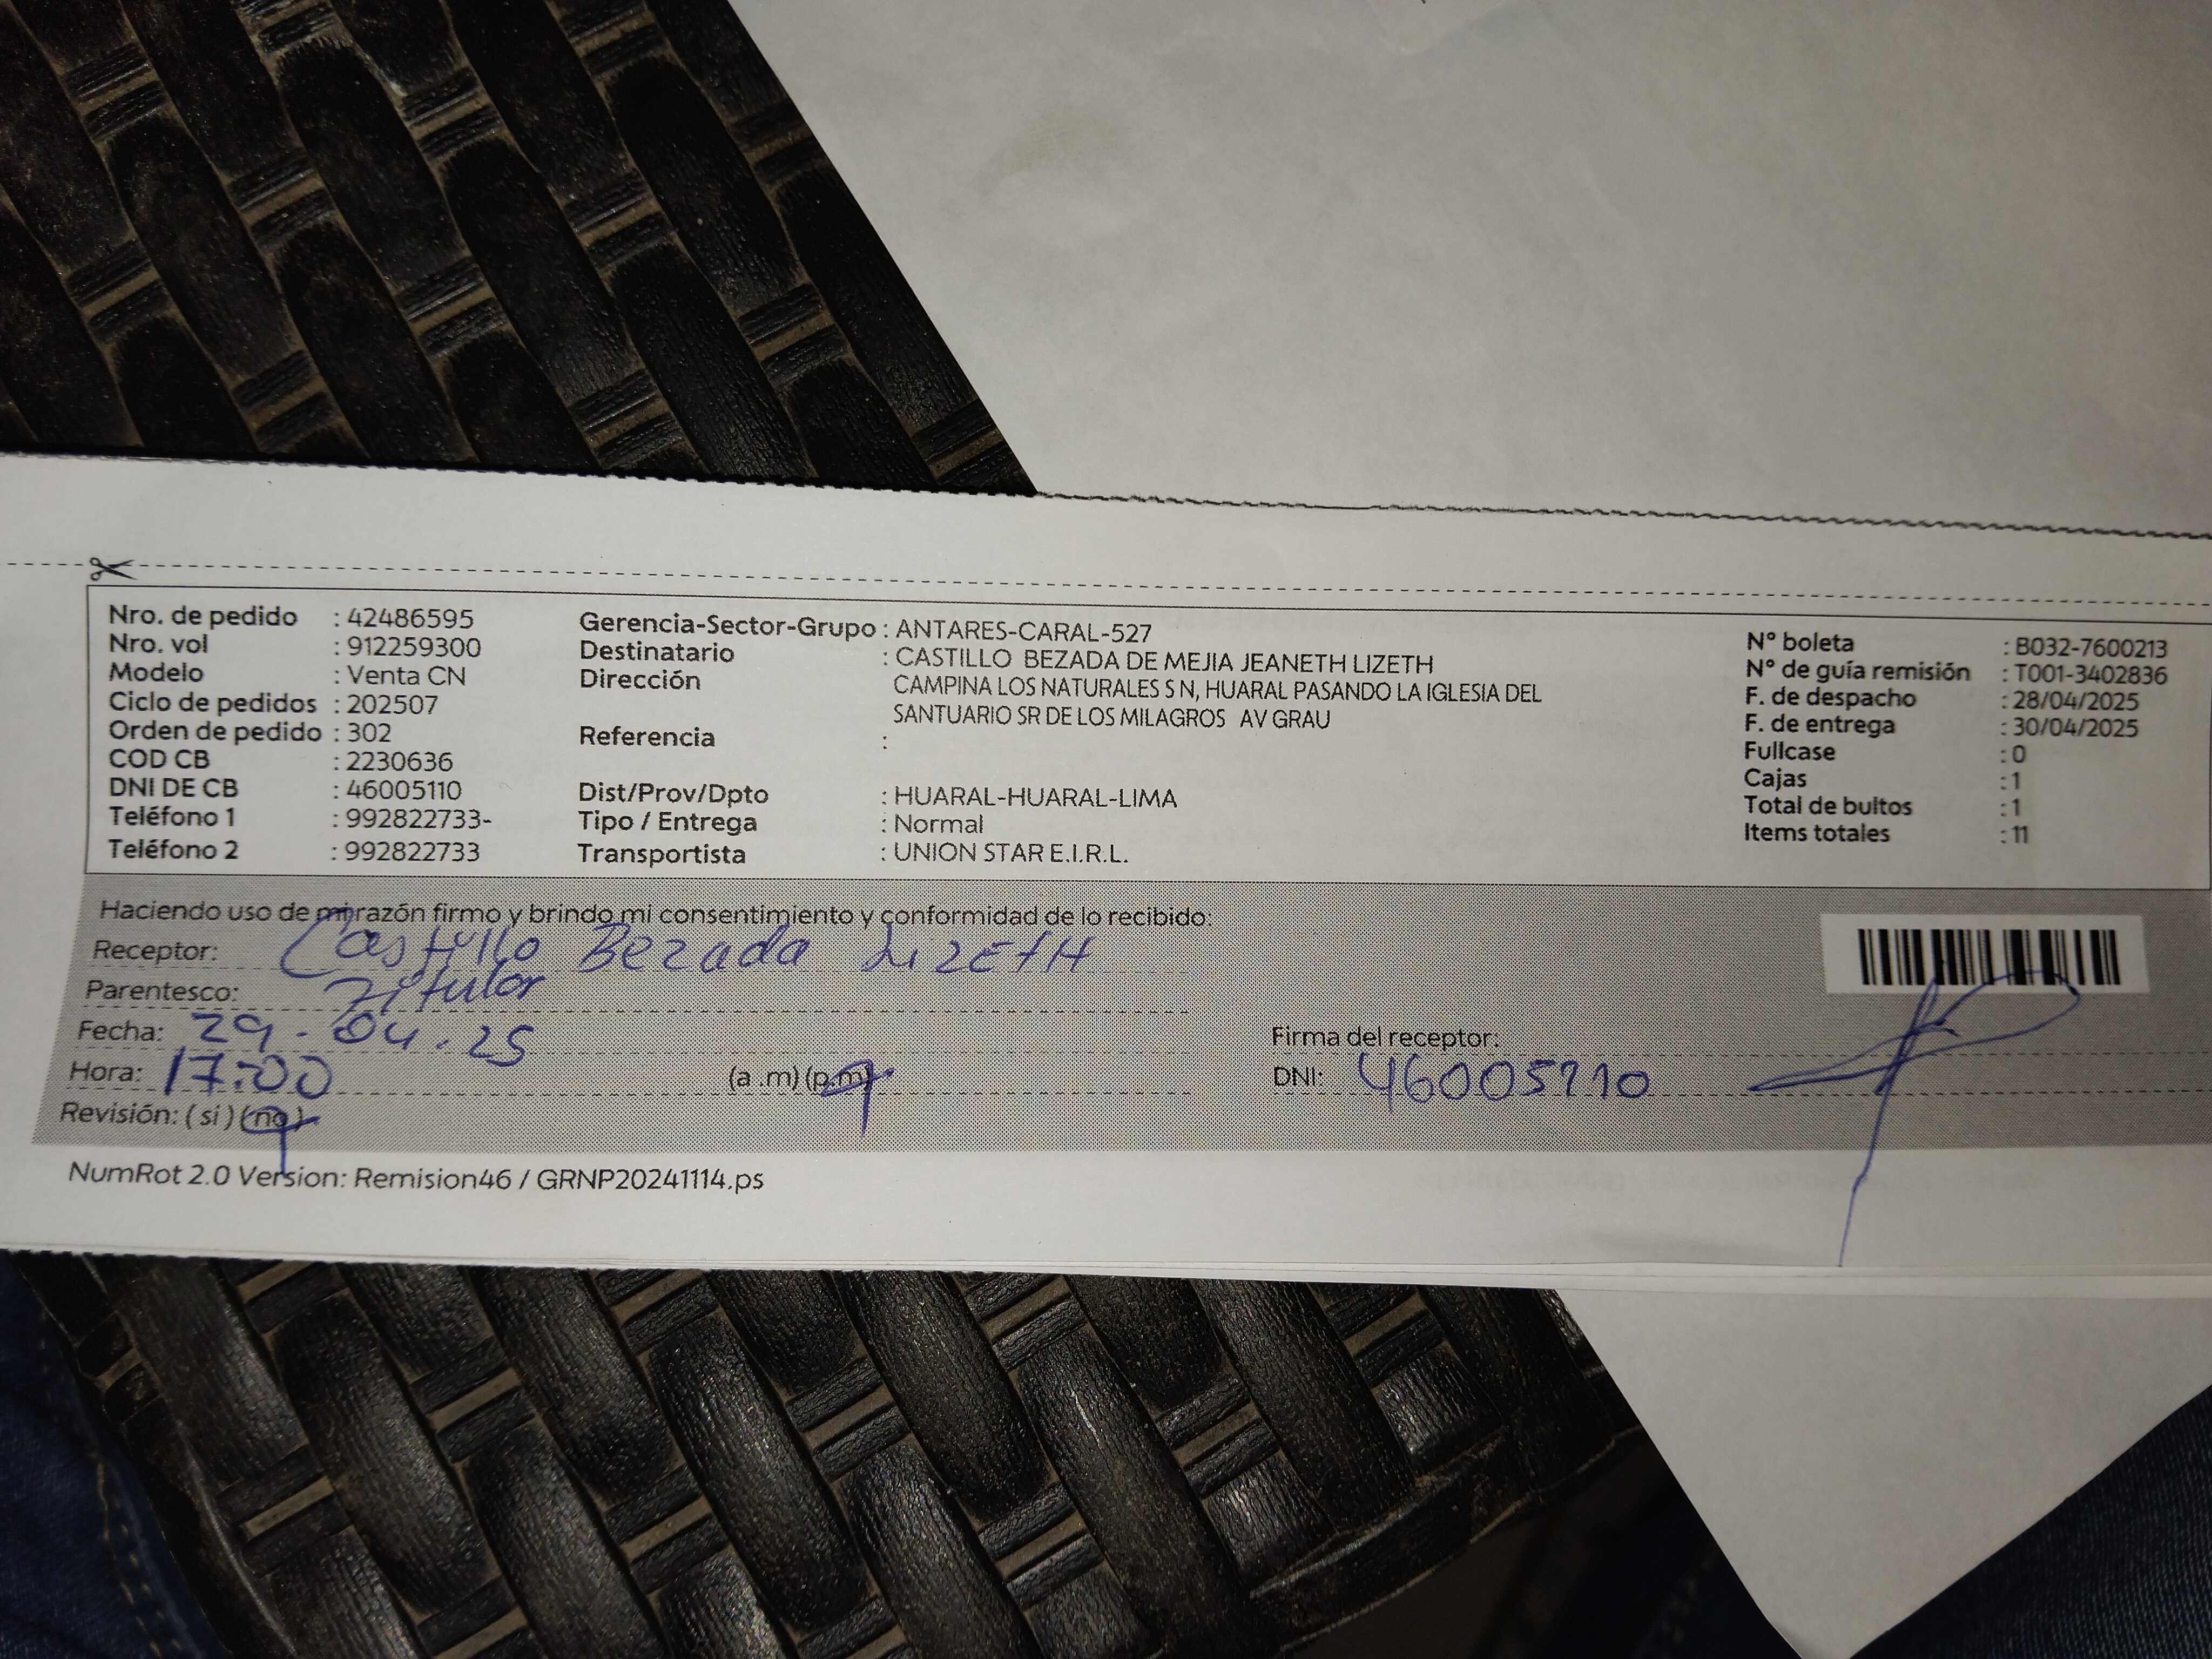 Nro. de pedido : 42486595
Nro. vol : 912259300
Modelo : Venta CN
Ciclo de pedidos : 202507
Orden de pedido : 302
COD CB : 2230636
DNI DE CB : 46005110
Teléfono 1 : 992822733-
Teléfono 2 : 992822733
Gerencia-Sector-Grupo : ANTARES-CARAL-527
Destinatario : CASTILLO BEZADA DE MEJIA JEANETH LIZETH
Dirección CAMPINA LOS NATURALES S N, HUARAL PASANDO LA IGLESIA DEL
SANTUARIO SR DE LOS MILAGROS AV GRAU
Referencia :
Dist/Prov/Dpto : HUARAL-HUARAL-LIMA
Tipo / Entrega : Normal
Transportista : UNION STAR E.I.R.L.
N° boleta : B032-7600213
N° de guía remisión : T001-3402836
F. de despacho : 28/04/2025
F. de entrega : 30/04/2025
Fullcase : 0
Cajas : 1
Total de bultos : 1
Items totales : 11
Haciendo uso de mi razón firmo y brindo mi consentimiento y conformidad de lo recibido:
Receptor: Castillo Bezada LIZETH
Parentesco: Titular
Fecha: 29-04.25
Hora: 17:00 (a .m) (p.m)
Revisión: ( si ) ( no )
Firma del receptor:
DNI: 46005110
NumRot 2.0 Version: Remision46 / GRNP20241114.ps